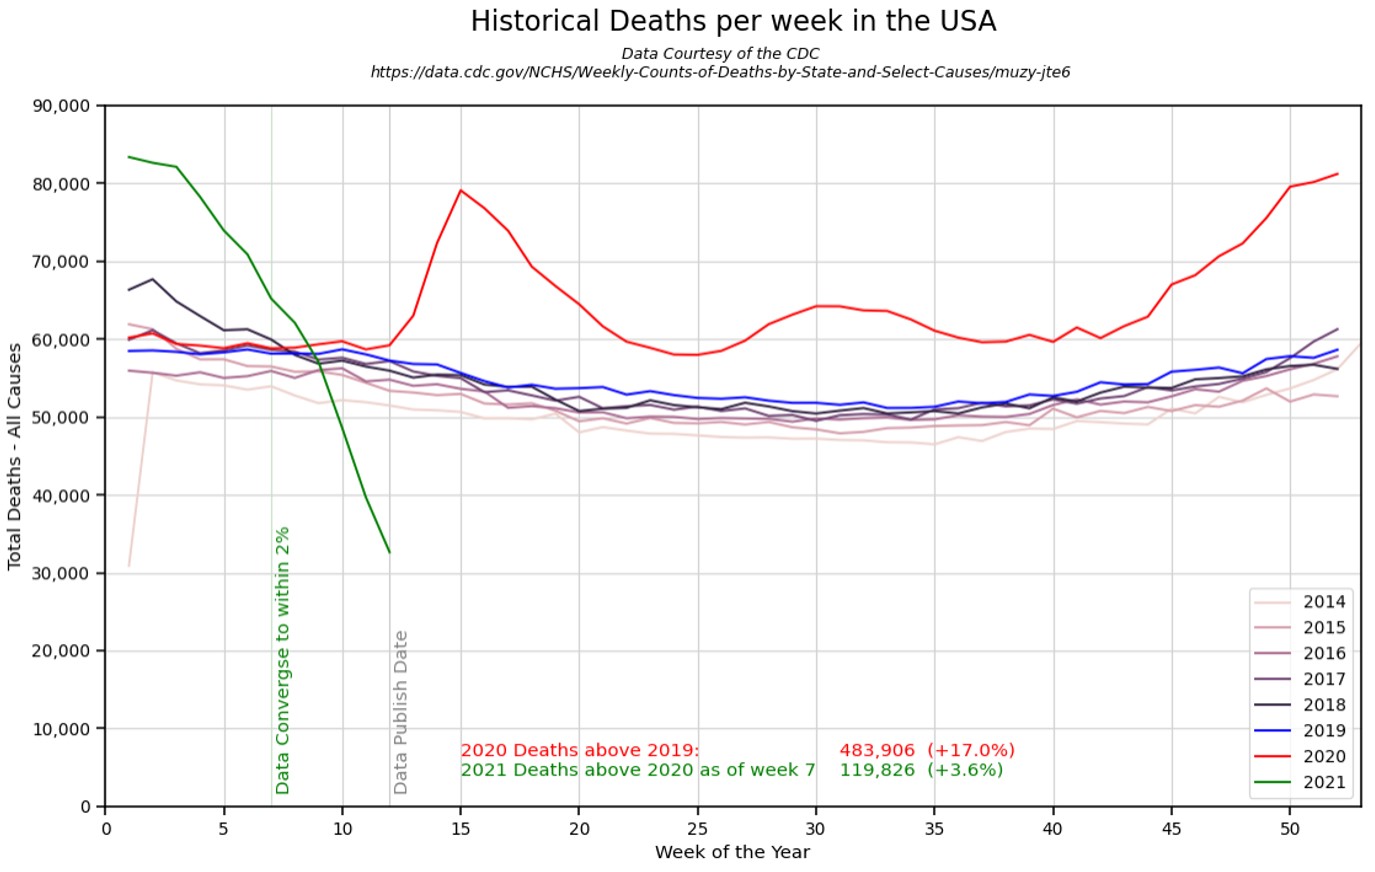 Historical Deaths per week in the USA
Data Courtesy of the CDC
https://data.cdc.gov/NCHS/Weekly-Counts-of-Deaths-by-State-and-Select-Causes/muzy-jte6
Total Deaths - All Causes
90,000
80,000
70,000
60,000
50,000
40,000
30,000
20,000
10,000
0
Data Convergse to within 2%
Data Publish Date
2020 Deaths above 2019: 483,906 (+17.0%)
2021 Deaths above 2020 as of week 7 119,826 (+3.6%)
2014
2015
2016
2017
2018
2019
2020
2021
0 5 10 15 20 25 30 35 40 45 50
Week of the Year